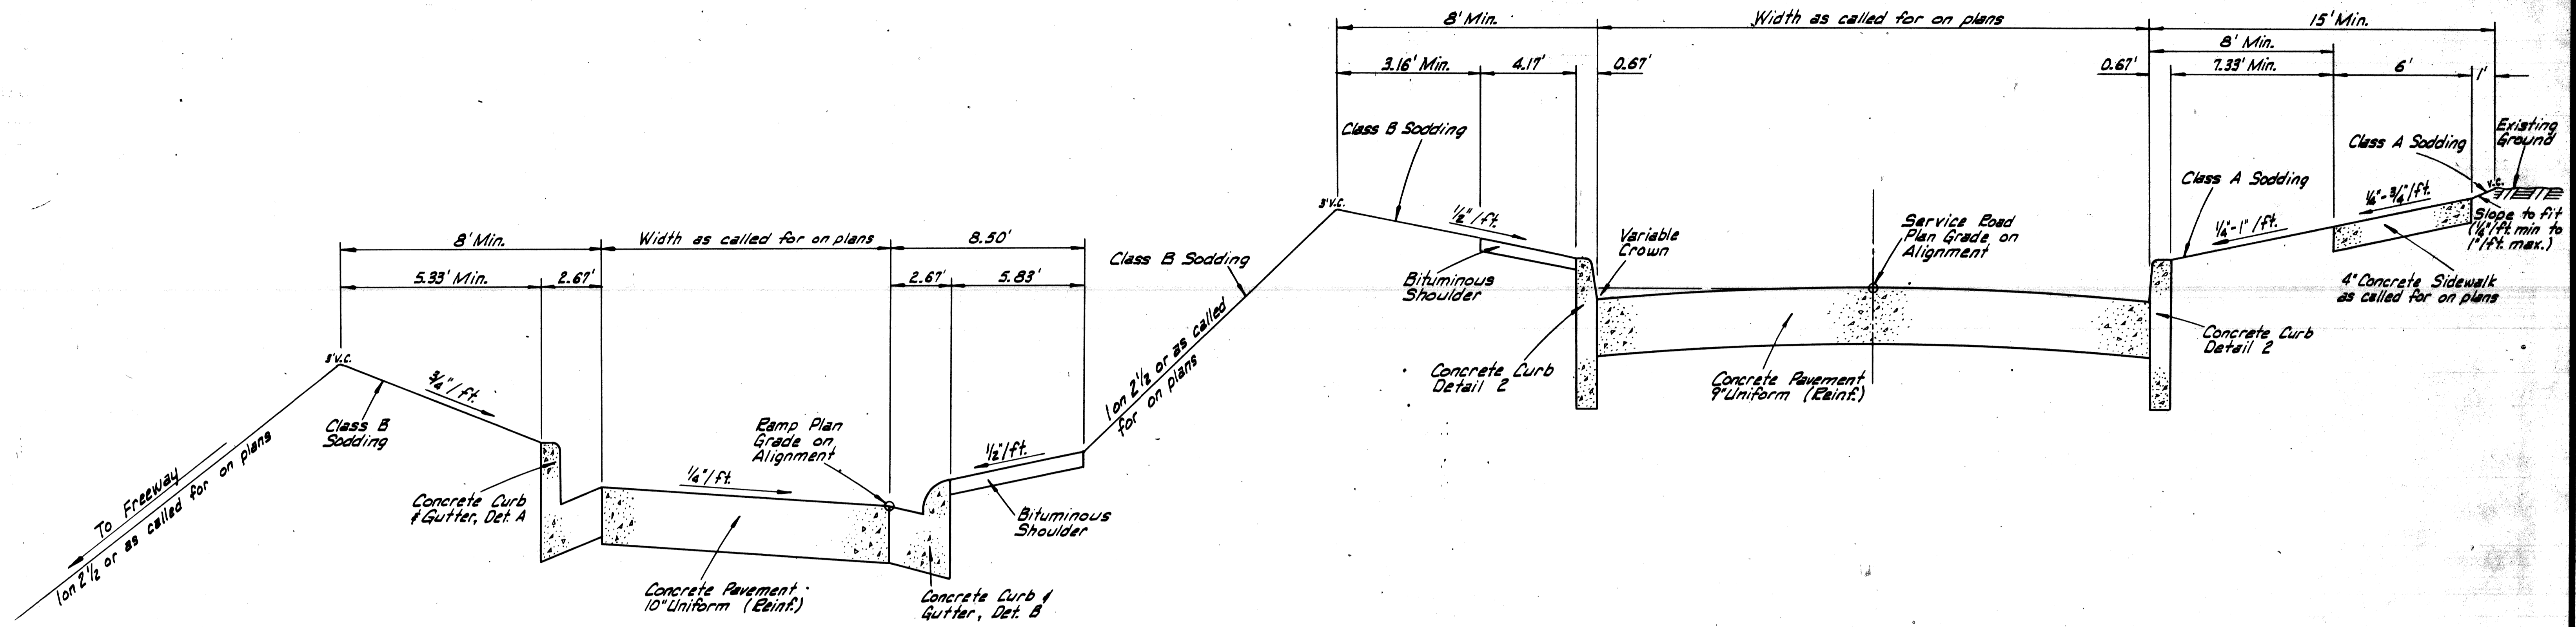 8' Min.
Width as called for on plans
15' Min.
8' Min.
3.16' Min.
4.17'
0.67'
0.67'
7.33' Min.
6'
1'
Class B Sodding
Class A Sodding
Existing
Ground
Class A Sodding
V.C.
3' V.C.
1/2"/ft.
Variable
Crown
Service Road
Plan Grade on
Alignment
1/4"-3/4"/ft.
1/4"-1"/ft.
Slope to fit
(1/4"/ft. min to
1"/ft. max.)
Bituminous
Shoulder
4" Concrete Sidewalk
as called for on plans
Concrete Curb
Detail 2
Concrete Pavement
9" Uniform (Reinf.)
Concrete Curb
Detail 2
8' Min.
Width as called for on plans
8.50'
5.33' Min.
2.67'
2.67'
5.83'
Class B Sodding
1 on 2 1/2 or as called
for on plans
3' V.C.
3/4"/ft.
Class B
Sodding
Ramp Plan
Grade on
Alignment
1/4"/ft.
1/2"/ft.
To Freeway
1 on 2 1/2 or as called for on plans
Concrete Curb
& Gutter, Det. A
Bituminous
Shoulder
Concrete Pavement
10" Uniform (Reinf.)
Concrete Curb &
Gutter, Det. B